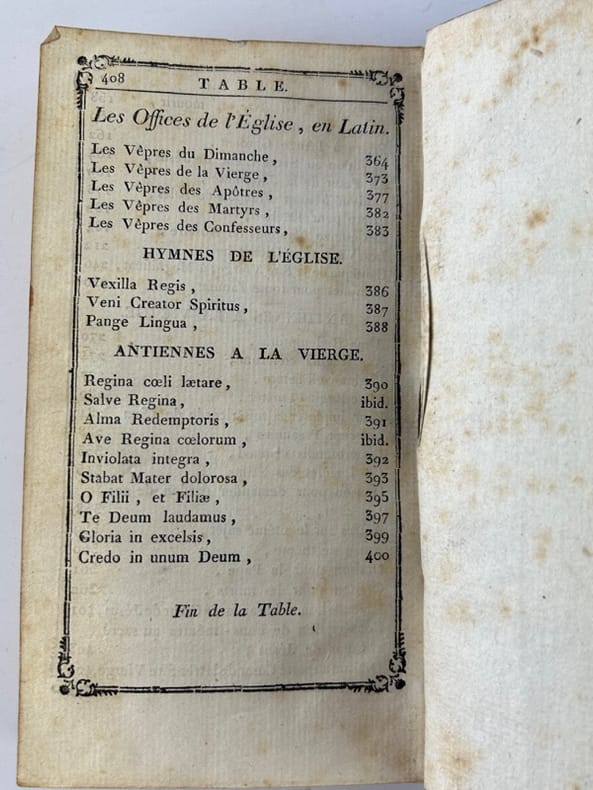 408 TABLE.
Les Offices de l'Église, en Latin.
Les Vêpres du Dimanche, 364
Les Vêpres de la Vierge, 373
Les Vêpres des Apôtres, 377
Les Vêpres des Martyrs, 382
Les Vêpres des Confesseurs, 383
HYMNES DE L'ÉGLISE.
Vexilla Regis, 386
Veni Creator Spiritus, 387
Pange Lingua, 388
ANTIENNES A LA VIERGE.
Regina cœli lætare, 390
Salve Regina, ibid.
Alma Redemptoris, 391
Ave Regina cœlorum, ibid.
Inviolata integra, 392
Stabat Mater dolorosa, 393
O Filii, et Filiæ, 395
Te Deum laudamus, 397
Gloria in excelsis, 399
Credo in unum Deum, 400
Fin de la Table.